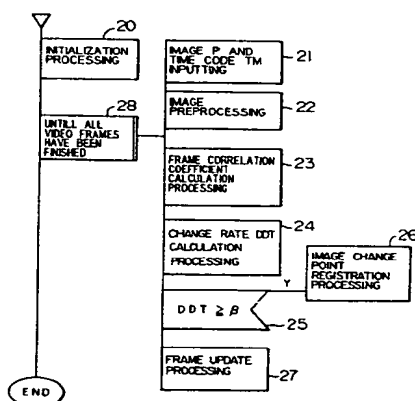 20
INITIALIZATION
PROCESSING
28
UNTILL ALL
VIDEO FRAMES
HAVE BEEN
FINISHED
IMAGE P AND
TIME CODE TM
INPUTTING
21
IMAGE
PREPROCESSING
22
FRAME CORRELATION
COEFFICIENT
CALCULATION
PROCESSING
23
CHANGE RATE DDT
CALCULATION
PROCESSING
24
DDT ≧ β
25
Y
IMAGE CHANGE
POINT
REGISTRATION
PROCESSING
26
FRAME UPDATE
PROCESSING
27
END